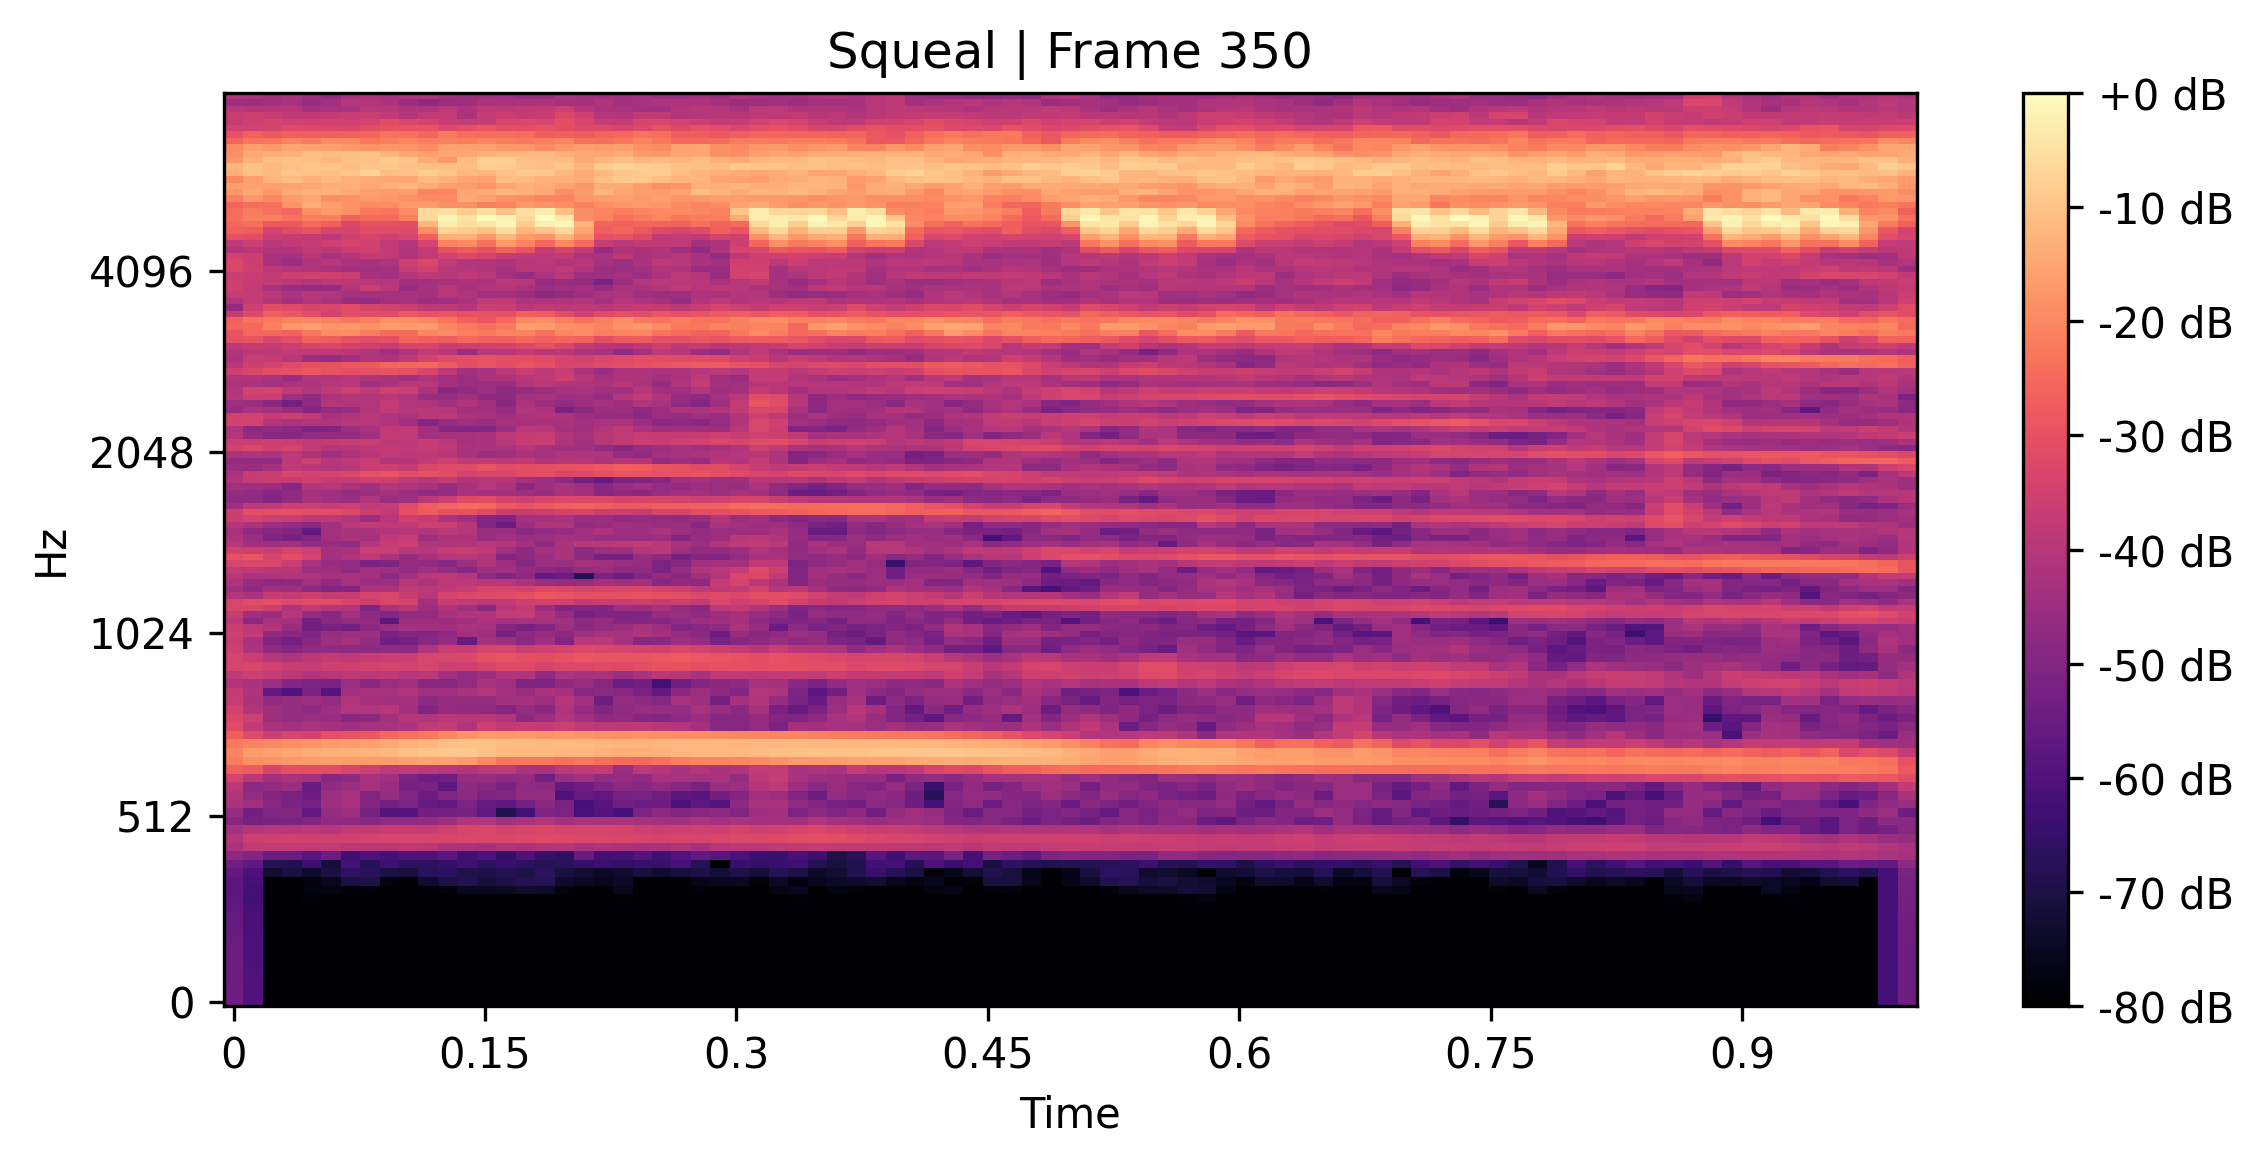 Squeal | Frame 350
Hz
4096
2048
1024
512
0
0 0.15 0.3 0.45 0.6 0.75 0.9
Time
+0 dB
-10 dB
-20 dB
-30 dB
-40 dB
-50 dB
-60 dB
-70 dB
-80 dB